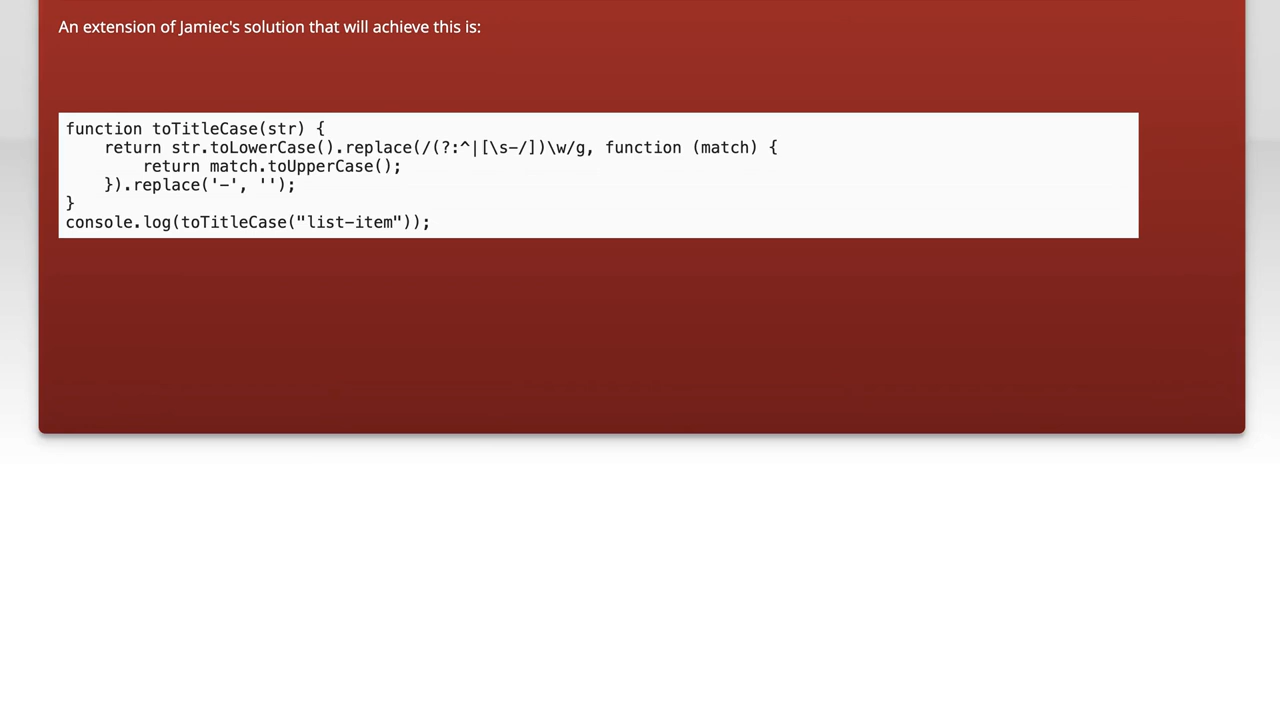 An extension of Jamiec's solution that will achieve this is:
function toTitleCase(str) {
    return str.toLowerCase().replace(/(?:^|[\s-/])\w/g, function (match) {
        return match.toUpperCase();
    }).replace('-', '');
}
console.log(toTitleCase("list-item"));